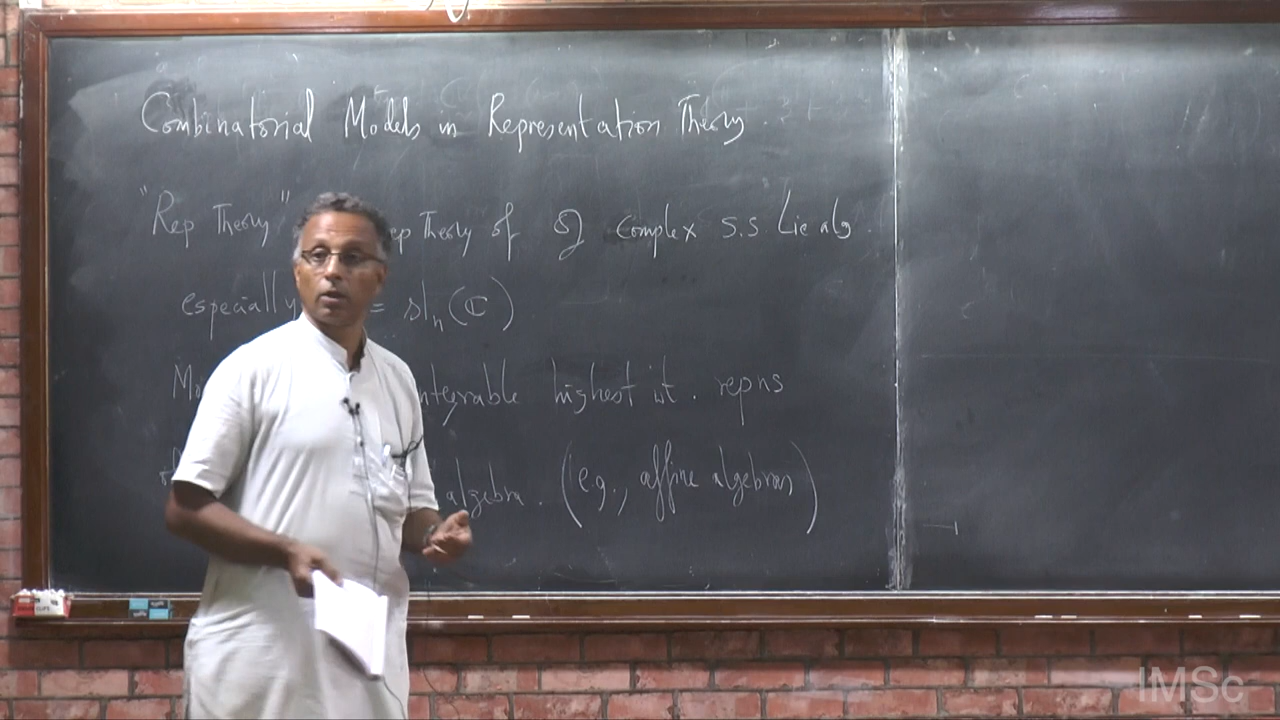 Combinatorial Models in Representation Theory.
"Rep Theory" ep Theory of 𝔤 complex s.s Lie alg.
especially = sl_n(ℂ)
Mo ntegrable highest wt. repns
algebra. (e.g., affine algebras)
IMSc